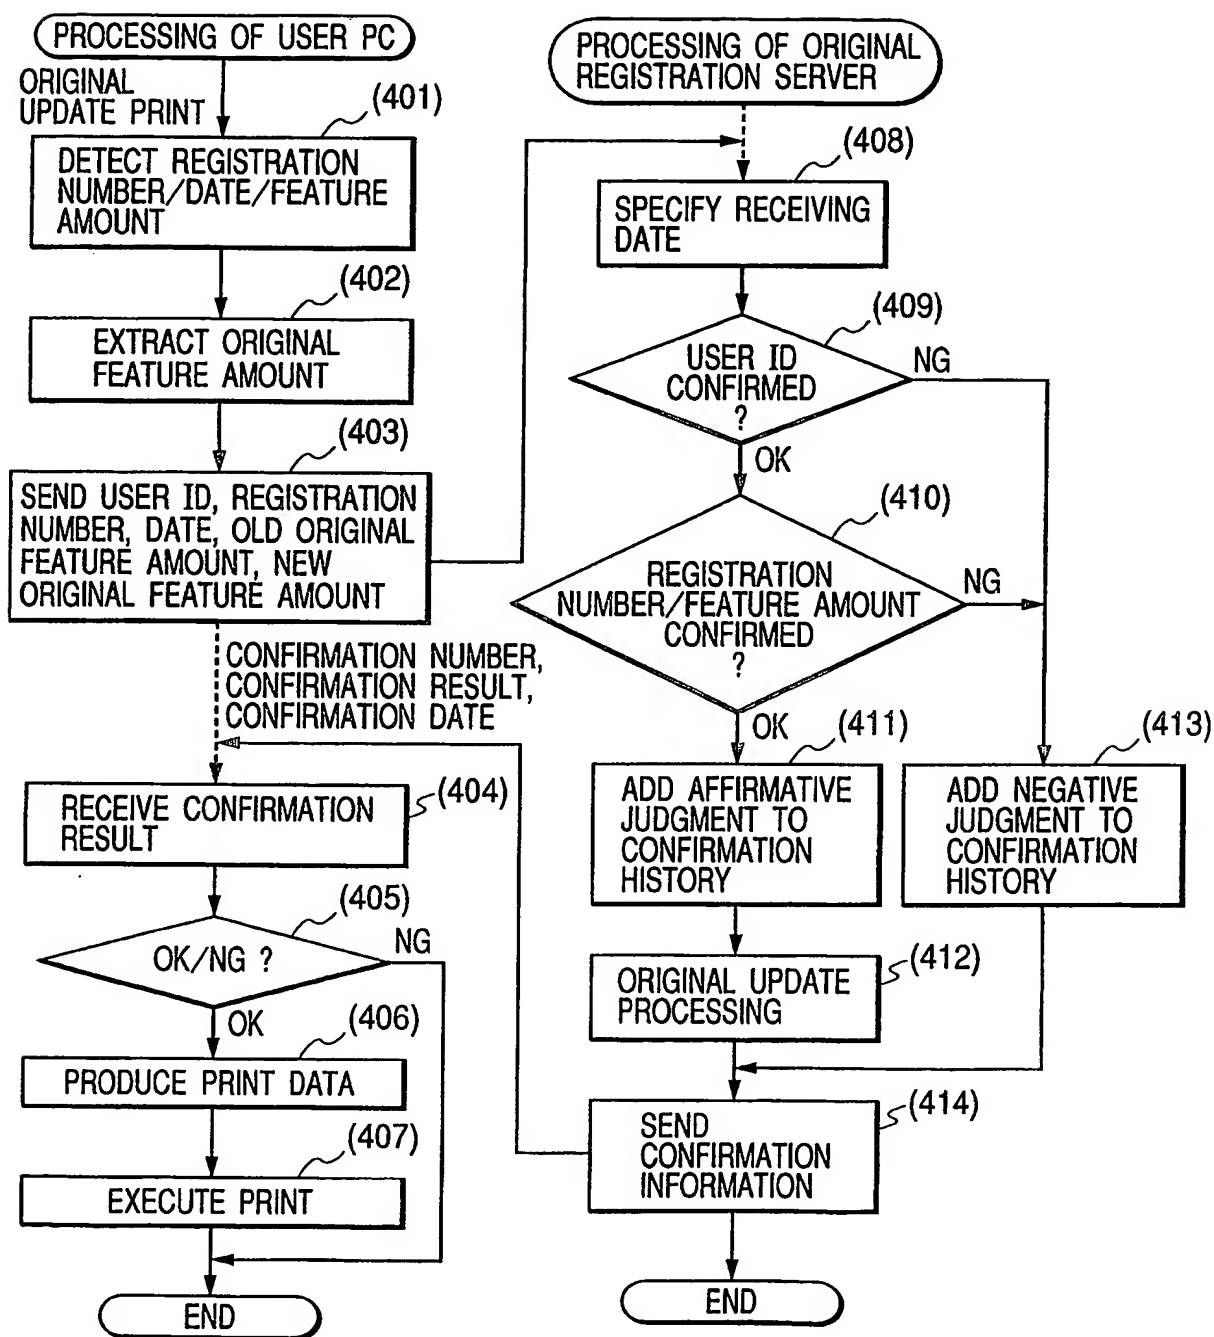 PROCESSING OF USER PC
ORIGINAL
UPDATE PRINT
(401)
DETECT REGISTRATION
NUMBER/DATE/FEATURE
AMOUNT
(402)
EXTRACT ORIGINAL
FEATURE AMOUNT
(403)
SEND USER ID, REGISTRATION
NUMBER, DATE, OLD ORIGINAL
FEATURE AMOUNT, NEW
ORIGINAL FEATURE AMOUNT
CONFIRMATION NUMBER,
CONFIRMATION RESULT,
CONFIRMATION DATE
RECEIVE CONFIRMATION
RESULT
(404)
(405)
OK/NG ?
NG
OK
(406)
PRODUCE PRINT DATA
(407)
EXECUTE PRINT
END
PROCESSING OF ORIGINAL
REGISTRATION SERVER
(408)
SPECIFY RECEIVING
DATE
(409)
USER ID
CONFIRMED
?
NG
OK
(410)
REGISTRATION
NUMBER/FEATURE AMOUNT
CONFIRMED
?
NG
OK
(411)
ADD AFFIRMATIVE
JUDGMENT TO
CONFIRMATION
HISTORY
(413)
ADD NEGATIVE
JUDGMENT TO
CONFIRMATION
HISTORY
(412)
ORIGINAL UPDATE
PROCESSING
(414)
SEND
CONFIRMATION
INFORMATION
END